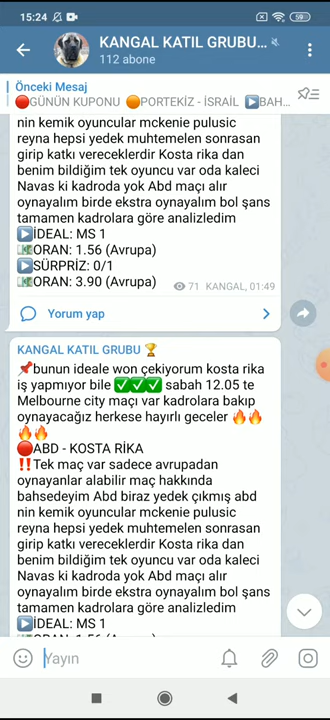 15:24
59
KANGAL KATIL GRUBU...
112 abone
Önceki Mesaj
🔴GÜNÜN KUPONU 🟠PORTEKİZ - İSRAİL ▶️BAH...
nin kemik oyuncular mckenie pulusic
reyna hepsi yedek muhtemelen sonrasan
girip katkı vereceklerdir Kosta rika dan
benim bildiğim tek oyuncu var oda kaleci
Navas ki kadroda yok Abd maçı alır
oynayalım birde ekstra oynayalım bol şans
tamamen kadrolara göre analizledim
▶️İDEAL: MS 1
💵ORAN: 1.56 (Avrupa)
▶️SÜRPRİZ: 0/1
💵ORAN: 3.90 (Avrupa)
71 KANGAL, 01:49
Yorum yap
KANGAL KATIL GRUBU 🏆
📌bunun ideale won çekiyorum kosta rika
iş yapmıyor bile ✅✅✅ sabah 12.05 te
Melbourne city maçı var kadrolara bakıp
oynayacağız herkese hayırlı geceler 🔥🔥
🔥🔥
🔴ABD - KOSTA RİKA
‼️Tek maç var sadece avrupadan
oynayanlar alabilir maç hakkında
bahsedeyim Abd biraz yedek çıkmış abd
nin kemik oyuncular mckenie pulusic
reyna hepsi yedek muhtemelen sonrasan
girip katkı vereceklerdir Kosta rika dan
benim bildiğim tek oyuncu var oda kaleci
Navas ki kadroda yok Abd maçı alır
oynayalım birde ekstra oynayalım bol şans
tamamen kadrolara göre analizledim
▶️İDEAL: MS 1
💵ORAN: 1.56 (Avrupa)
Yayın